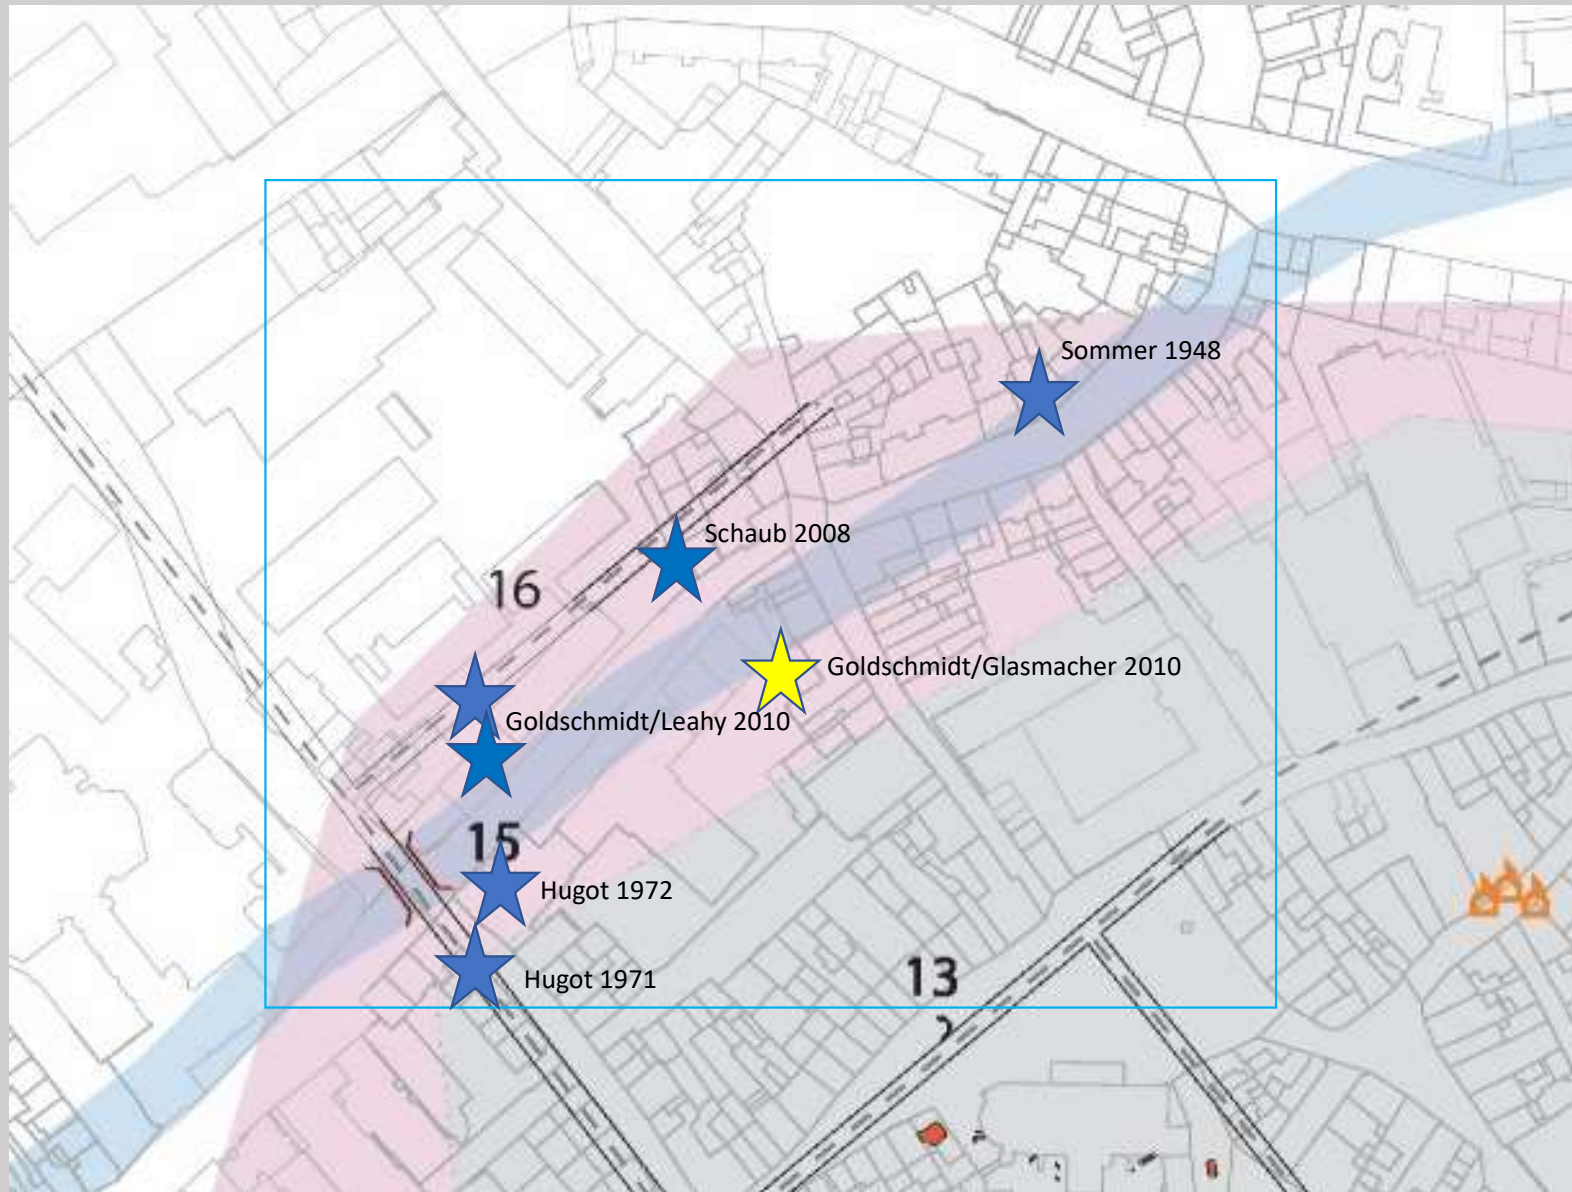 Sommer 1948
Schaub 2008
16
Goldschmidt/Glasmacher 2010
Goldschmidt/Leahy 2010
15
Hugot 1972
Hugot 1971
13